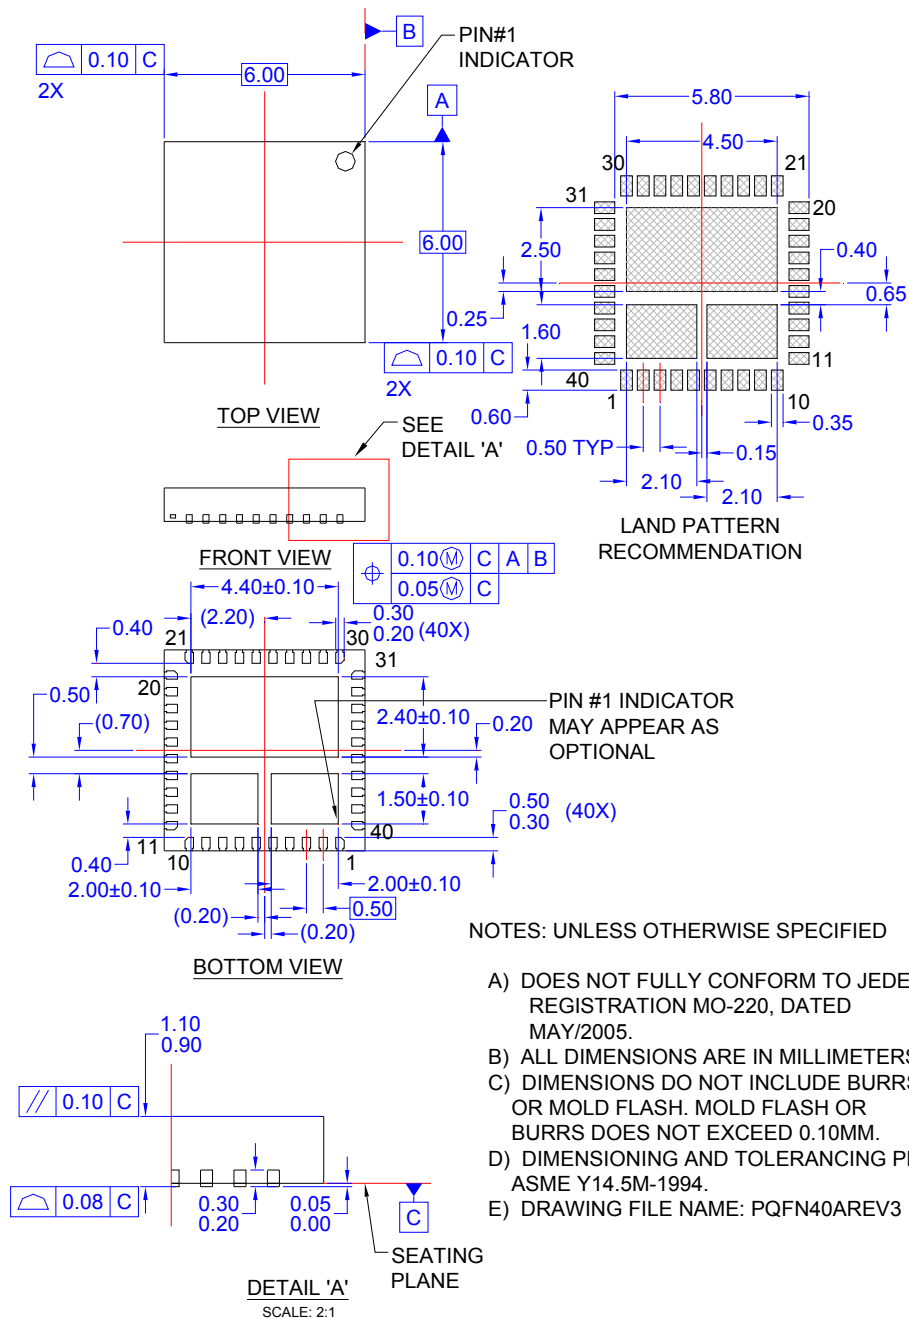 B
PIN#1
INDICATOR
0.10 C
2X
6.00
A
6.00
0.10 C
2X
TOP VIEW
5.80
4.50
30
21
31
20
2.50
0.40
0.65
0.25
1.60
40
11
1
10
0.60
0.35
0.50 TYP
0.15
2.10
2.10
LAND PATTERN
RECOMMENDATION
SEE
DETAIL 'A'
FRONT VIEW
0.10 Ⓜ C A B
0.05 Ⓜ C
4.40±0.10
(2.20)
0.30
0.20 (40X)
0.40
21
30
31
20
0.50
(0.70)
2.40±0.10
0.20
PIN #1 INDICATOR
MAY APPEAR AS
OPTIONAL
1.50±0.10
0.50
0.30 (40X)
40
11
10
1
0.40
2.00±0.10
2.00±0.10
(0.20)
0.50
(0.20)
BOTTOM VIEW
NOTES: UNLESS OTHERWISE SPECIFIED
A) DOES NOT FULLY CONFORM TO JEDE
REGISTRATION MO-220, DATED
MAY/2005.
B) ALL DIMENSIONS ARE IN MILLIMETERS
C) DIMENSIONS DO NOT INCLUDE BURRS
OR MOLD FLASH. MOLD FLASH OR
BURRS DOES NOT EXCEED 0.10MM.
D) DIMENSIONING AND TOLERANCING P
ASME Y14.5M-1994.
E) DRAWING FILE NAME: PQFN40AREV3
1.10
0.90
// 0.10 C
0.08 C
0.30
0.20
0.05
0.00
C
SEATING
PLANE
DETAIL 'A'
SCALE: 2:1